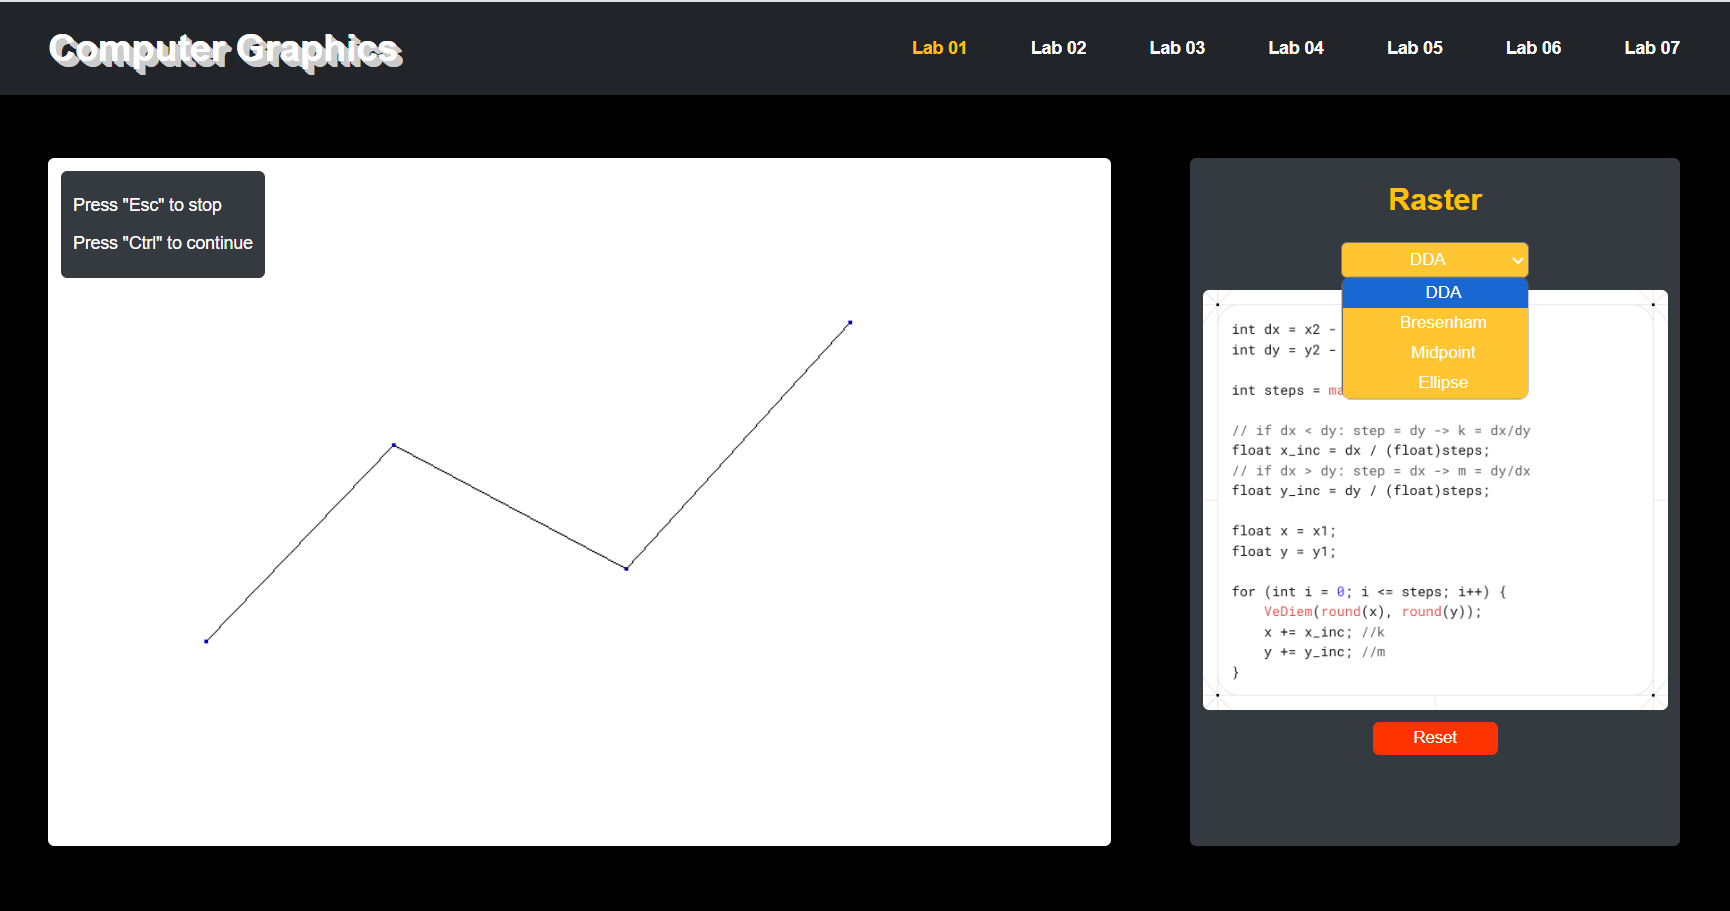 Computer Graphics
Lab 01 Lab 02 Lab 03 Lab 04 Lab 05 Lab 06 Lab 07
Press "Esc" to stop
Press "Ctrl" to continue
Raster
DDA
DDA
Bresenham
Midpoint
Ellipse
int dx = x2 -
int dy = y2 -
int steps = ma
// if dx < dy: step = dy -> k = dx/dy
float x_inc = dx / (float)steps;
// if dx > dy: step = dx -> m = dy/dx
float y_inc = dy / (float)steps;
float x = x1;
float y = y1;
for (int i = 0; i <= steps; i++) {
VeDiem(round(x), round(y));
x += x_inc; //k
y += y_inc; //m
}
Reset